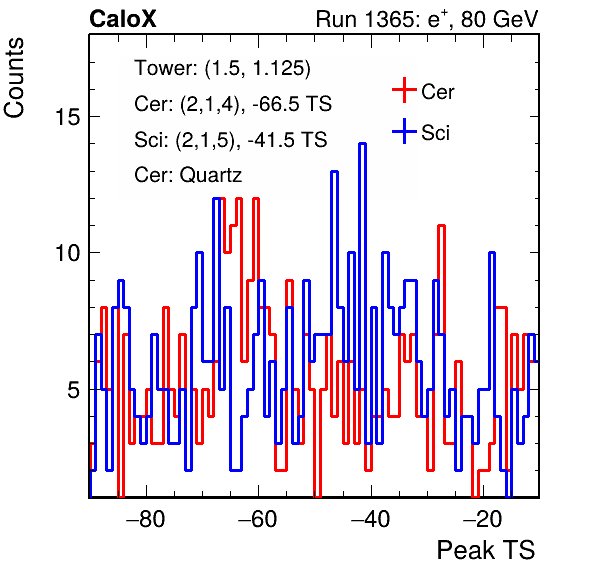 CaloX Run 1365: e⁺, 80 GeV
Counts
Tower: (1.5, 1.125)
Cer: (2,1,4), -66.5 TS
Sci: (2,1,5), -41.5 TS
Cer: Quartz
Cer
Sci
15
10
5
−80 −60 −40 −20
Peak TS